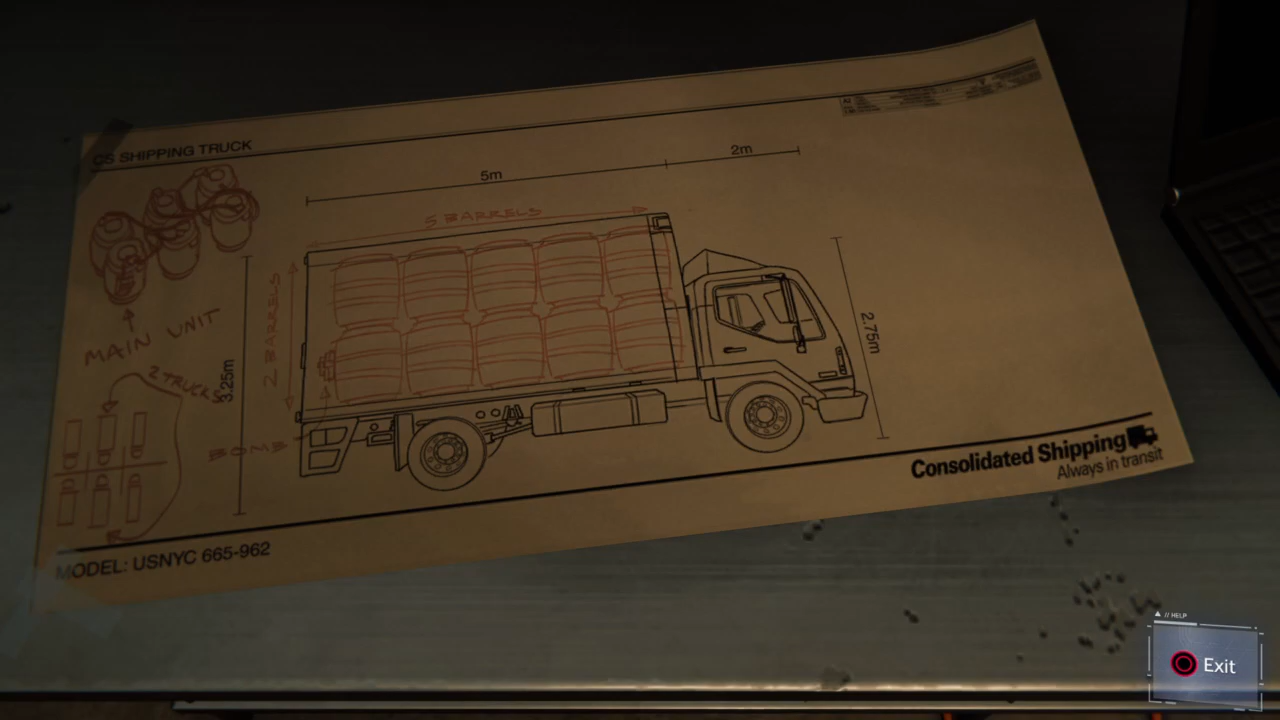 CS SHIPPING TRUCK
5m
2m
5 BARRELS
2 BARRELS
MAIN UNIT
3.25m
2.75m
2 TRUCKS
BOMB
Consolidated Shipping
Always in transit
MODEL: USNYC 665-962
// HELP
Exit